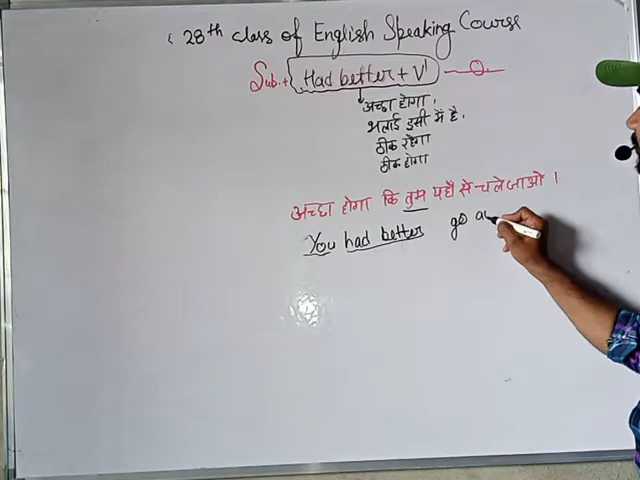 28th class of English Speaking Course
Sub. + Had better + V¹ — O.
अच्छा होगा ।
भलाई इसी में है ।
ठीक रहेगा
ठीक होगा
अच्छा होगा कि तुम यहाँ से चले जाओ ।
You had better go aw